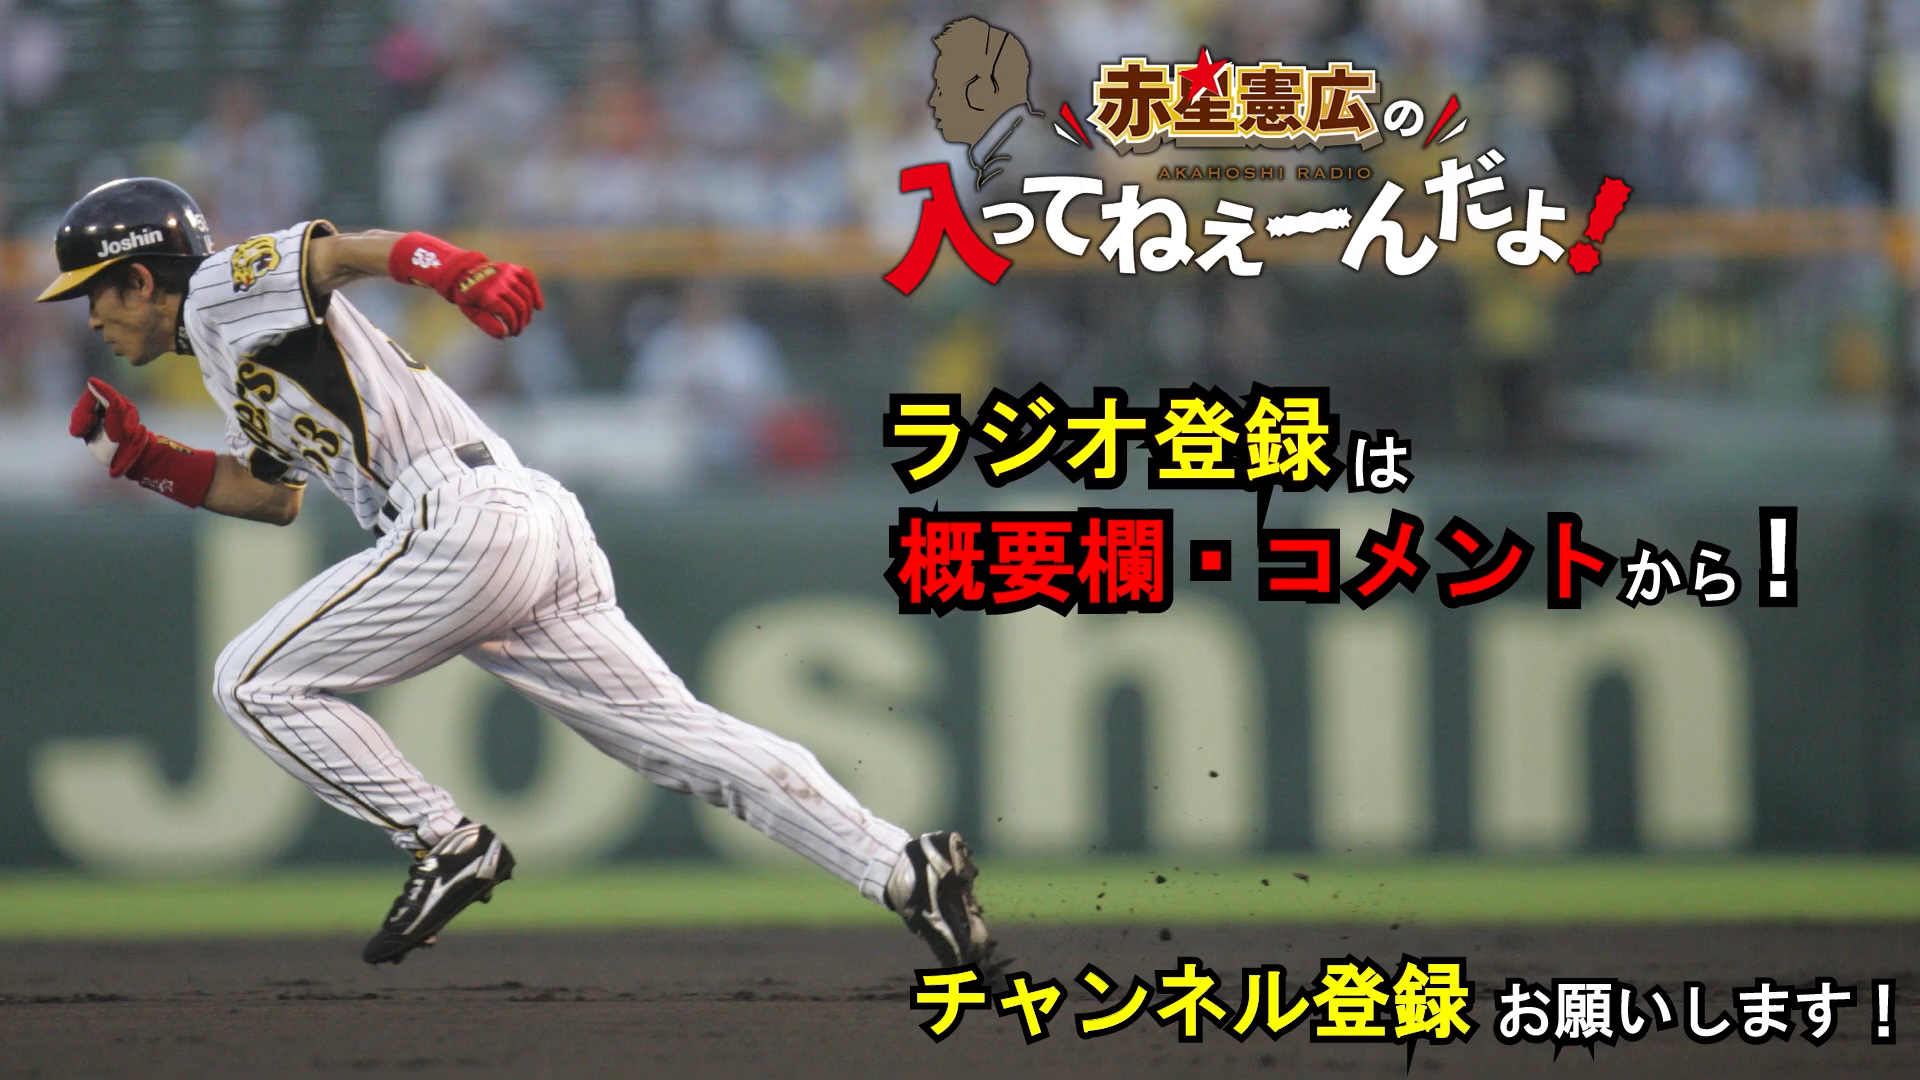 赤星憲広の
AKAHOSHI RADIO
入ってねぇーんだよ!
Joshin
53
ラジオ登録は
概要欄・コメントから!
Joshin
チャンネル登録お願いします!